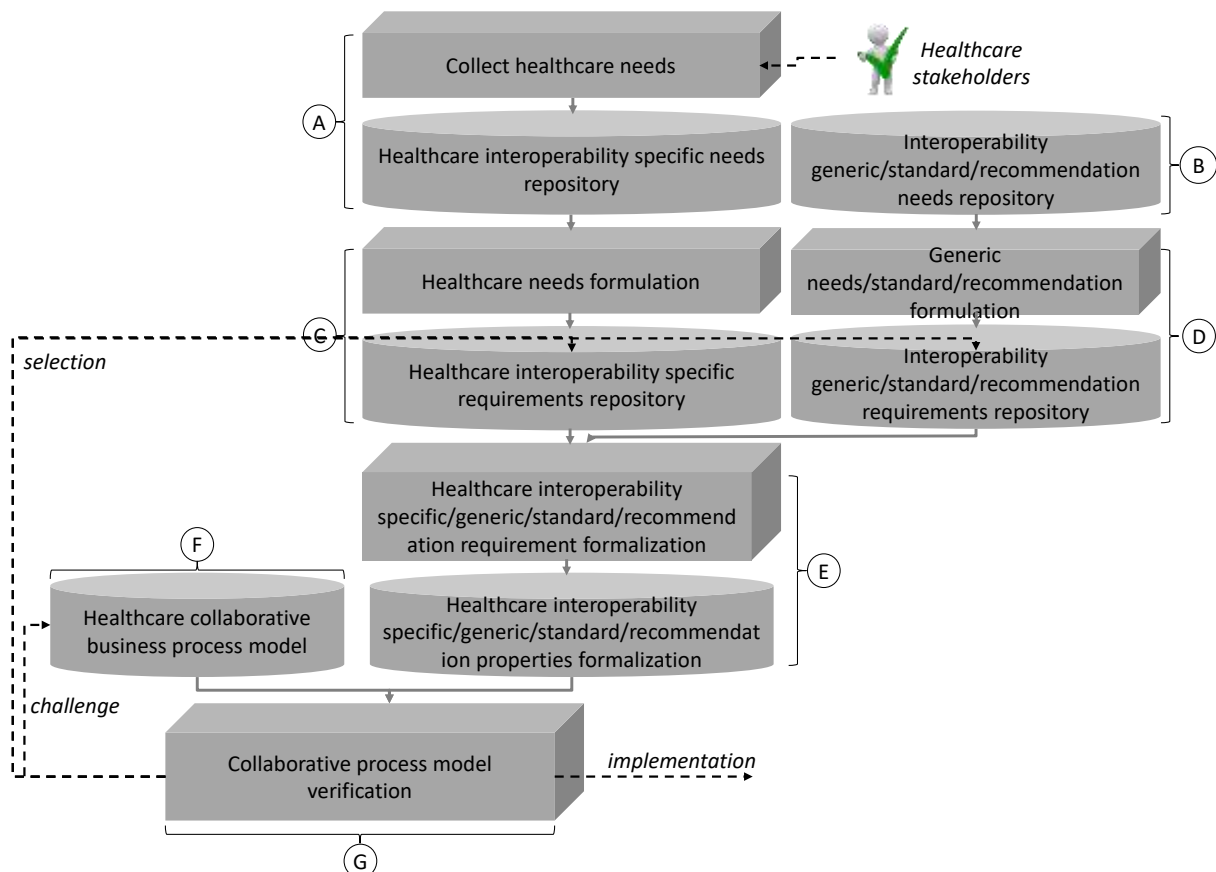 Collect healthcare needs
Healthcare
stakeholders
A
Healthcare interoperability specific needs
repository
Interoperability
generic/standard/recommendation
needs repository
B
Healthcare needs formulation
Generic
needs/standard/recommendation
formulation
C
D
selection
Healthcare interoperability specific
requirements repository
Interoperability
generic/standard/recommendation
requirements repository
Healthcare interoperability
specific/generic/standard/recommend
ation requirement formalization
F
E
Healthcare collaborative
business process model
Healthcare interoperability
specific/generic/standard/recommendat
ion properties formalization
challenge
Collaborative process model
verification
implementation
G